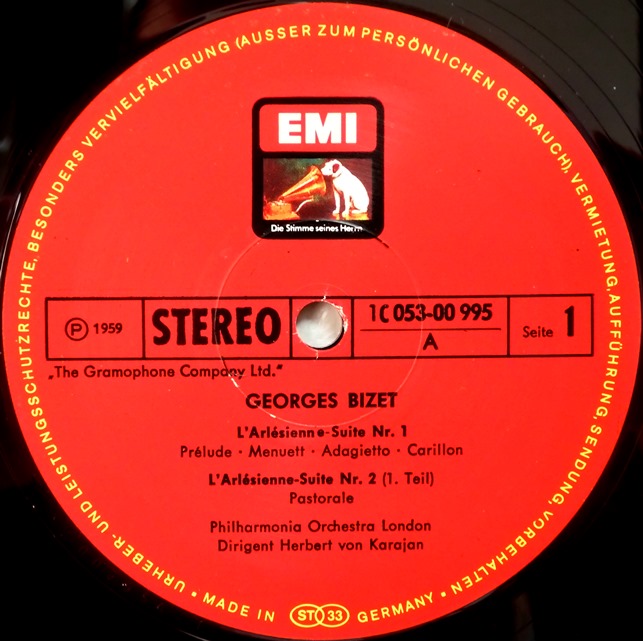 URHEBER- UND LEISTUNGSSCHUTZRECHTE, BESONDERS VERVIELFÄLTIGUNG (AUSSER ZUM PERSÖNLICHEN GEBRAUCH), VERMIETUNG, AUFFÜHRUNG, SENDUNG, VORBEHALTEN
EMI
Die Stimme seines Herrn
℗ 1959
STEREO
1C 053-00 995
A
Seite 1
„The Gramophone Company Ltd."
GEORGES BIZET
L'Arlésienne-Suite Nr. 1
Prélude · Menuett · Adagietto · Carillon
L'Arlésienne-Suite Nr. 2 (1. Teil)
Pastorale
Philharmonia Orchestra London
Dirigent Herbert von Karajan
• MADE IN ST 33 GERMANY •